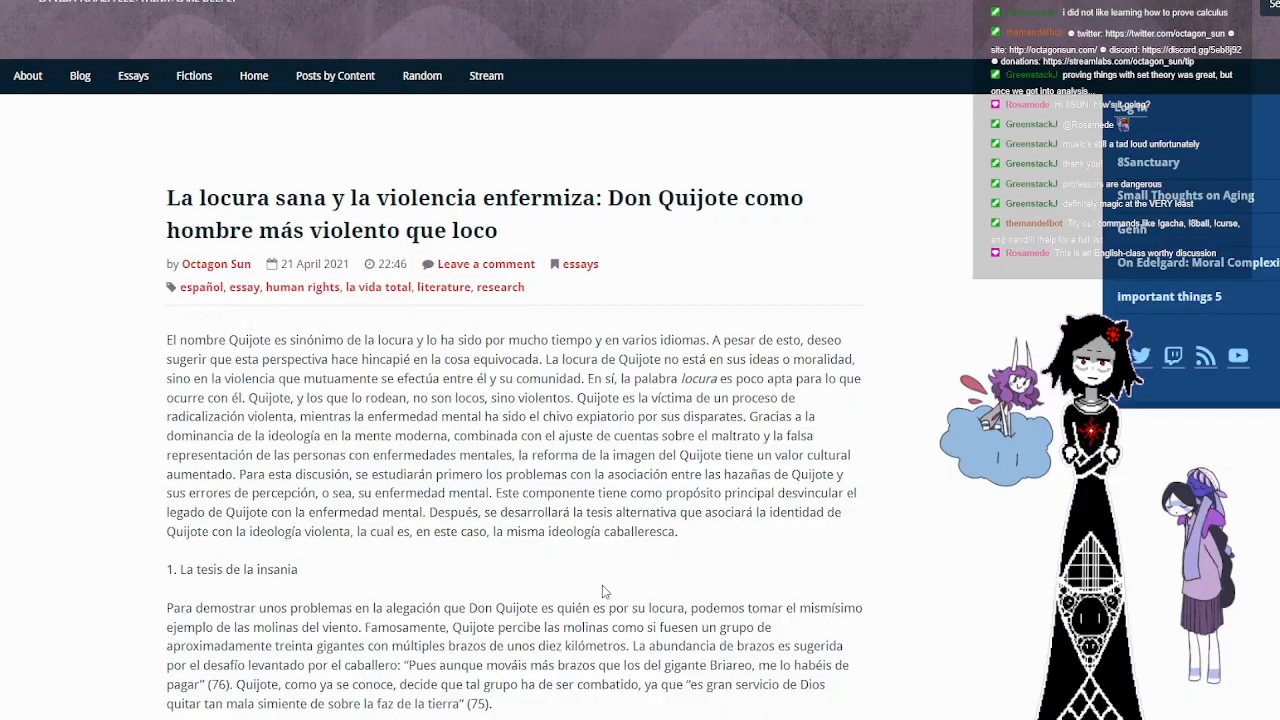 About Blog Essays Fictions Home Posts by Content Random Stream
La locura sana y la violencia enfermiza: Don Quijote como
hombre más violento que loco
by Octagon Sun 21 April 2021 22:46 Leave a comment essays
español, essay, human rights, la vida total, literature, research
El nombre Quijote es sinónimo de la locura y lo ha sido por mucho tiempo y en varios idiomas. A pesar de esto, deseo
sugerir que esta perspectiva hace hincapié en la cosa equivocada. La locura de Quijote no está en sus ideas o moralidad,
sino en la violencia que mutuamente se efectúa entre él y su comunidad. En sí, la palabra locura es poco apta para lo que
ocurre con él. Quijote, y los que lo rodean, no son locos, sino violentos. Quijote es la víctima de un proceso de
radicalización violenta, mientras la enfermedad mental ha sido el chivo expiatorio por sus disparates. Gracias a la
dominancia de la ideología en la mente moderna, combinada con el ajuste de cuentas sobre el maltrato y la falsa
representación de las personas con enfermedades mentales, la reforma de la imagen del Quijote tiene un valor cultural
aumentado. Para esta discusión, se estudiarán primero los problemas con la asociación entre las hazañas de Quijote y
sus errores de percepción, o sea, su enfermedad mental. Este componente tiene como propósito principal desvincular el
legado de Quijote con la enfermedad mental. Despues, se desarrollará la tesis alternativa que asociará la identidad de
Quijote con la ideología violenta, la cual es, en este caso, la misma ideología caballeresca.
1. La tesis de la insania
Para demostrar unos problemas en la alegación que Don Quijote es quién es por su locura, podemos tomar el mismísimo
ejemplo de las molinas del viento. Famosamente, Quijote percibe las molinas como si fuesen un grupo de
aproximadamente treinta gigantes con múltiples brazos de unos diez kilómetros. La abundancia de brazos es sugerida
por el desafío levantado por el caballero: “Pues aunque mováis más brazos que los del gigante Briareo, me lo habéis de
pagar” (76). Quijote, como ya se conoce, decide que tal grupo ha de ser combatido, ya que “es gran servicio de Dios
quitar tan mala simiente de sobre la faz de la tierra” (75).
i did not like learning how to prove calculus
themandelbot twitter: https://twitter.com/octagon_sun
site: http://octagonsun.com/ discord: https://discord.gg/5eb8j92
donations: https://streamlabs.com/octagon_sun/tip
GreenstackJ proving things with set theory was great, but
once we got into analysis...
Rosamede Hi 8SUN how's it going?
GreenstackJ @Rosamede
GreenstackJ music's still a tad loud unfortunately
GreenstackJ thank you!
GreenstackJ professors are dangerous
GreenstackJ definitely magic at the VERY least
themandelbot Try our commands like !gacha, !8ball, !curse,
and !rand!!! !help for a full list
Rosamede This is an English-class worthy discussion
Log in
8Sanctuary
Small Thoughts on Aging
Genh
On Edelgard: Moral Complexi
important things 5